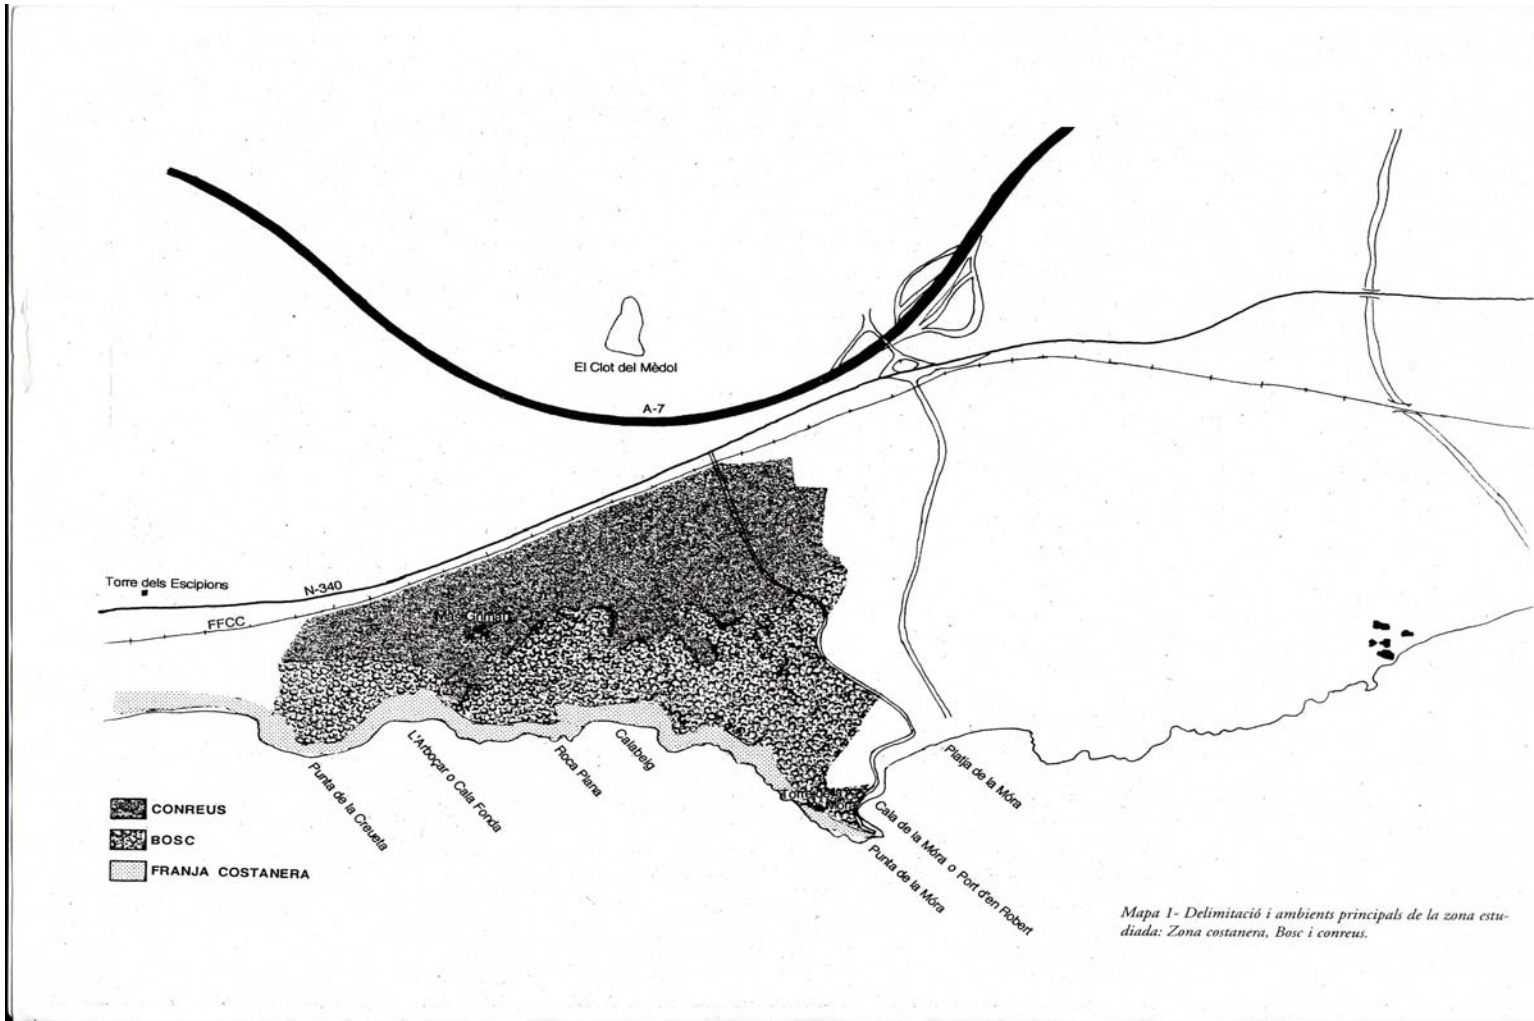 El Clot del Mèdol
A-7
Torre dels Escipions
N-340
FFCC
Punta de la Creueta
L'Arboçar o Cala Fonda
Roca Plana
Calabeig
Platja de la Móra
Cala de la Móra o Port d'en Robert
Punta de la Móra
CONREUS
BOSC
FRANJA COSTANERA
Mapa 1- Delimitació i ambients principals de la zona estu-
diada: Zona costanera, Bosc i conreus.